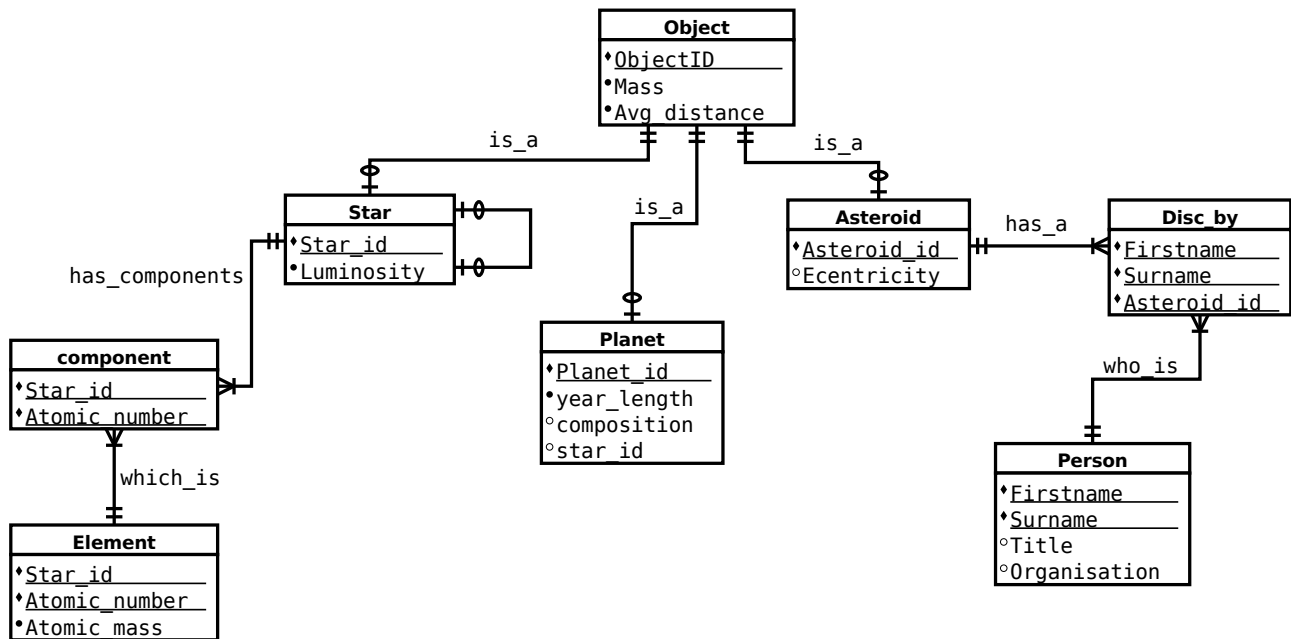 Object
ObjectID
Mass
Avg_distance
is_a
is_a
is_a
Star
Star_id
Luminosity
Asteroid
Asteroid_id
Ecentricity
has_a
Disc_by
Firstname
Surname
Asteroid_id
has_components
Planet
Planet_id
year_length
composition
star_id
component
Star_id
Atomic_number
who_is
which_is
Person
Firstname
Surname
Title
Organisation
Element
Star_id
Atomic_number
Atomic_mass